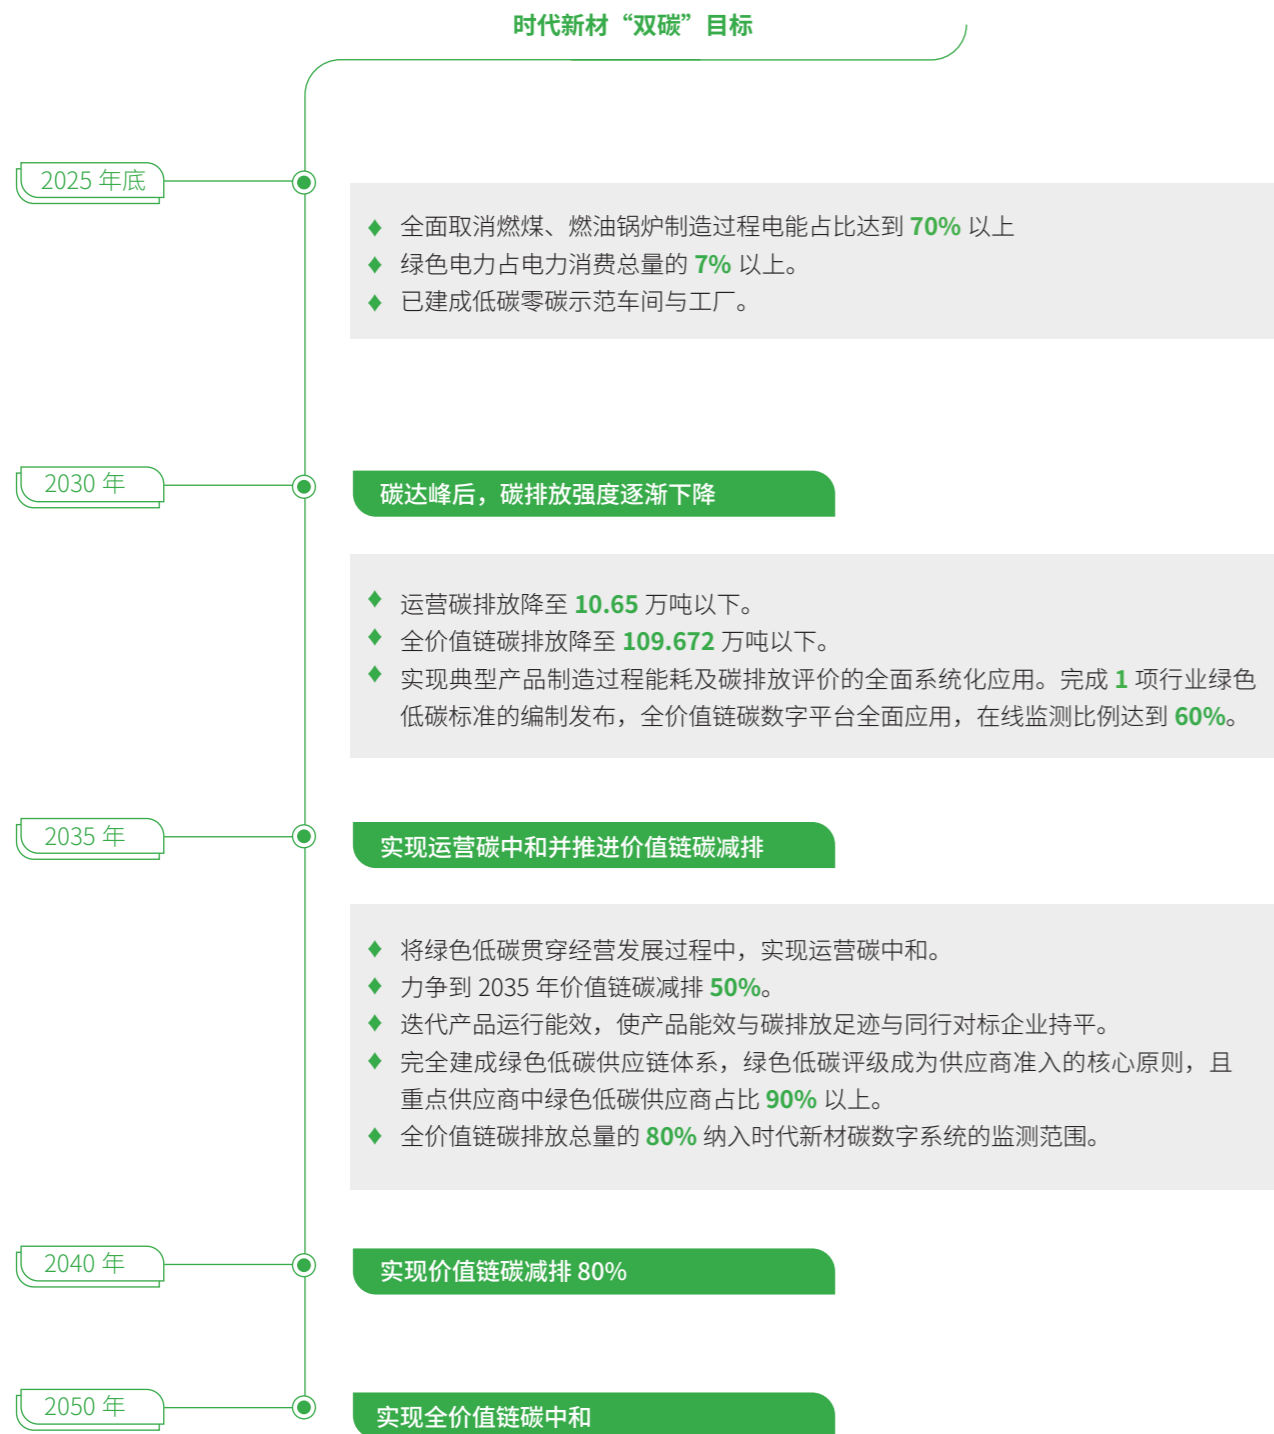 时代新材“双碳”目标
2025 年底
全面取消燃煤、燃油锅炉制造过程电能占比达到 70% 以上
绿色电力占电力消费总量的 7% 以上。
已建成低碳零碳示范车间与工厂。
2030 年
碳达峰后，碳排放强度逐渐下降
运营碳排放降至 10.65 万吨以下。
全价值链碳排放降至 109.672 万吨以下。
实现典型产品制造过程能耗及碳排放评价的全面系统化应用。完成 1 项行业绿色
低碳标准的编制发布，全价值链碳数字平台全面应用，在线监测比例达到 60%。
2035 年
实现运营碳中和并推进价值链碳减排
将绿色低碳贯穿经营发展过程中，实现运营碳中和。
力争到 2035 年价值链碳减排 50%。
迭代产品运行能效，使产品能效与碳排放足迹与同行对标企业持平。
完全建成绿色低碳供应链体系，绿色低碳评级成为供应商准入的核心原则，且
重点供应商中绿色低碳供应商占比 90% 以上。
全价值链碳排放总量的 80% 纳入时代新材碳数字系统的监测范围。
2040 年
实现价值链碳减排 80%
2050 年
实现全价值链碳中和